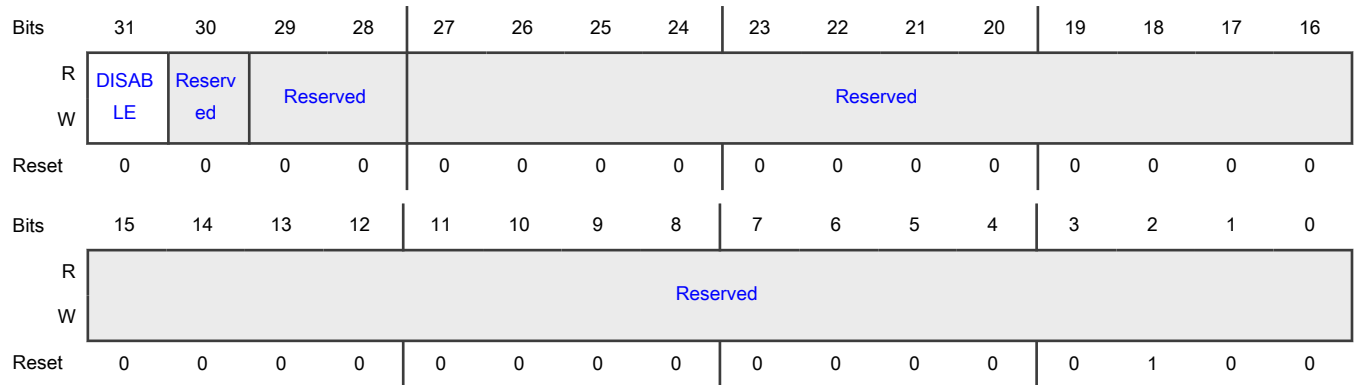 Bits 31 30 29 28 27 26 25 24 23 22 21 20 19 18 17 16
R
DISAB Reserv Reserved Reserved
LE ed
W
Reset 0 0 0 0 0 0 0 0 0 0 0 0 0 0 0 0
Bits 15 14 13 12 11 10 9 8 7 6 5 4 3 2 1 0
R
Reserved
W
Reset 0 0 0 0 0 0 0 0 0 0 0 0 0 1 0 0